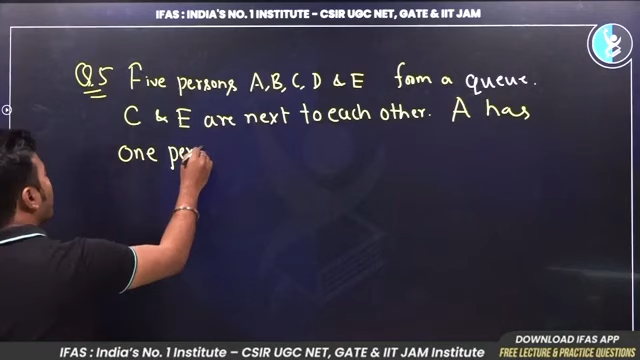 IFAS : INDIA'S NO. 1 INSTITUTE – CSIR UGC NET, GATE & IIT JAM
Q.5 Five persons A, B, C, D & E form a queue.
C & E are next to each other. A has
one per
DOWNLOAD IFAS APP
FREE LECTURE & PRACTICE QUESTIONS
IFAS : India's No. 1 Institute – CSIR UGC NET, GATE & IIT JAM Institute